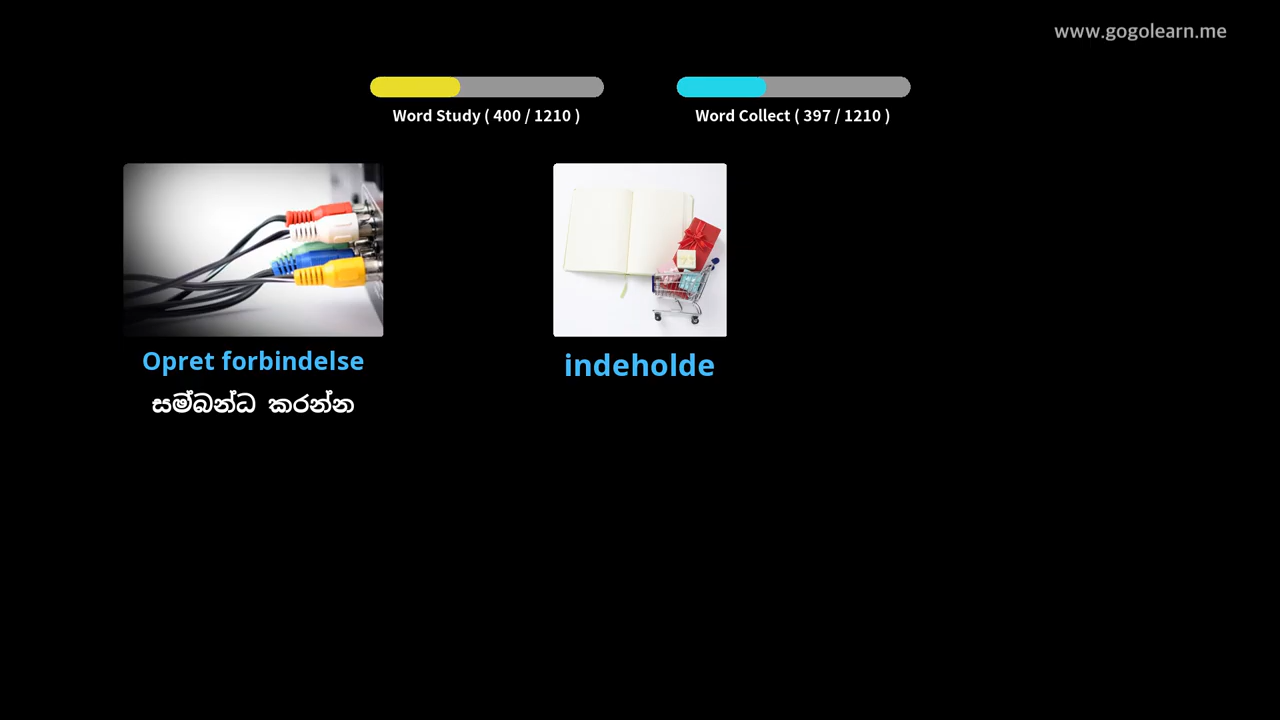 www.gogolearn.me
Word Study ( 400 / 1210 )
Word Collect ( 397 / 1210 )
Opret forbindelse
සම්බන්ධ කරන්න
indeholde